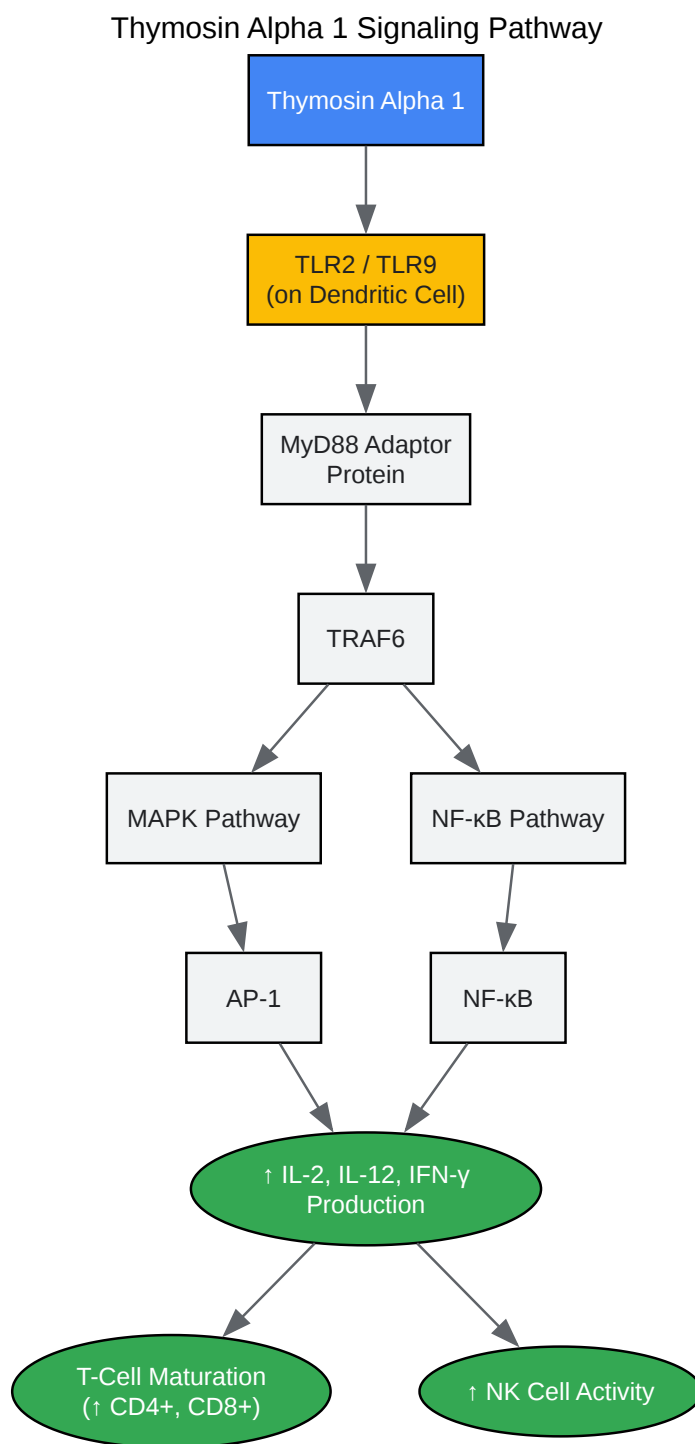 Thymosin Alpha 1 Signaling Pathway
Thymosin Alpha 1
TLR2 / TLR9
(on Dendritic Cell)
MyD88 Adaptor
Protein
TRAF6
MAPK Pathway
NF-κB Pathway
AP-1
NF-κB
↑ IL-2, IL-12, IFN-γ
Production
T-Cell Maturation
(↑ CD4+, CD8+)
↑ NK Cell Activity